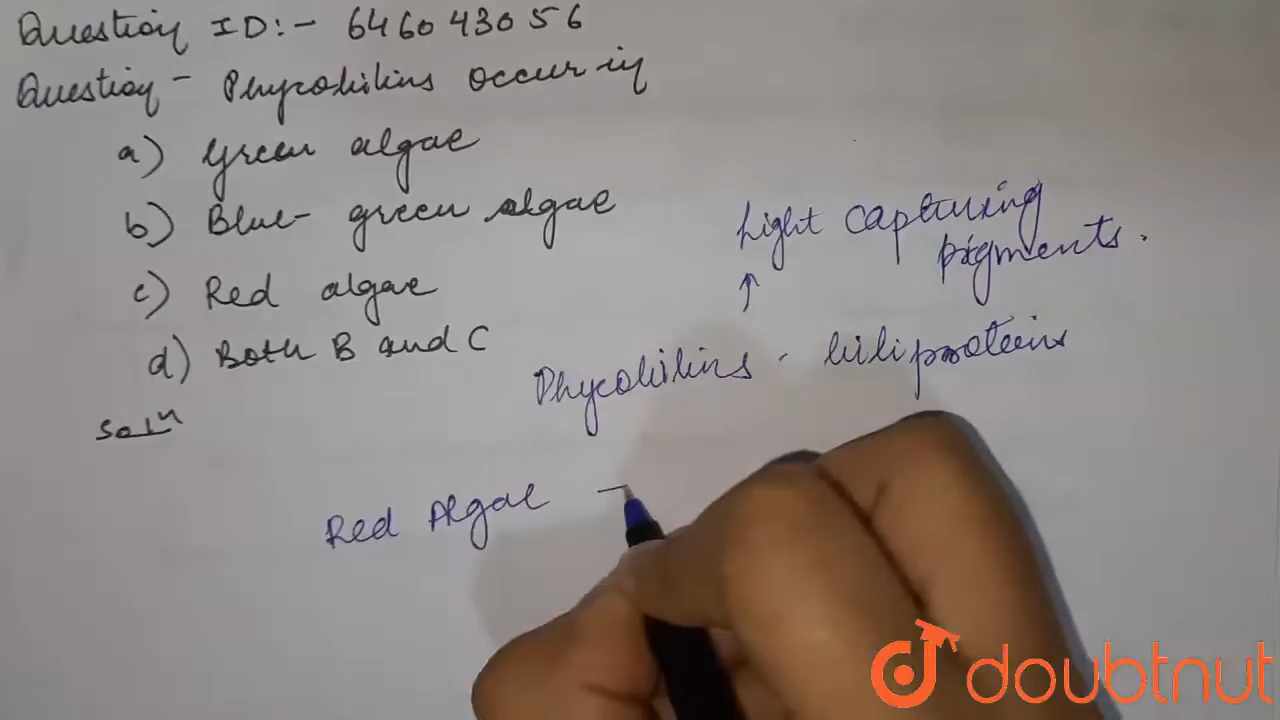 Question ID:- 646043056
Question - Phycobilins occur in
a) Green algae
b) Blue- green algae
c) Red algae
d) Both B and C
Solⁿ
Light capturing
pigments.
↑
Phycobilins - biliproteins
Red Algae -
doubtnut